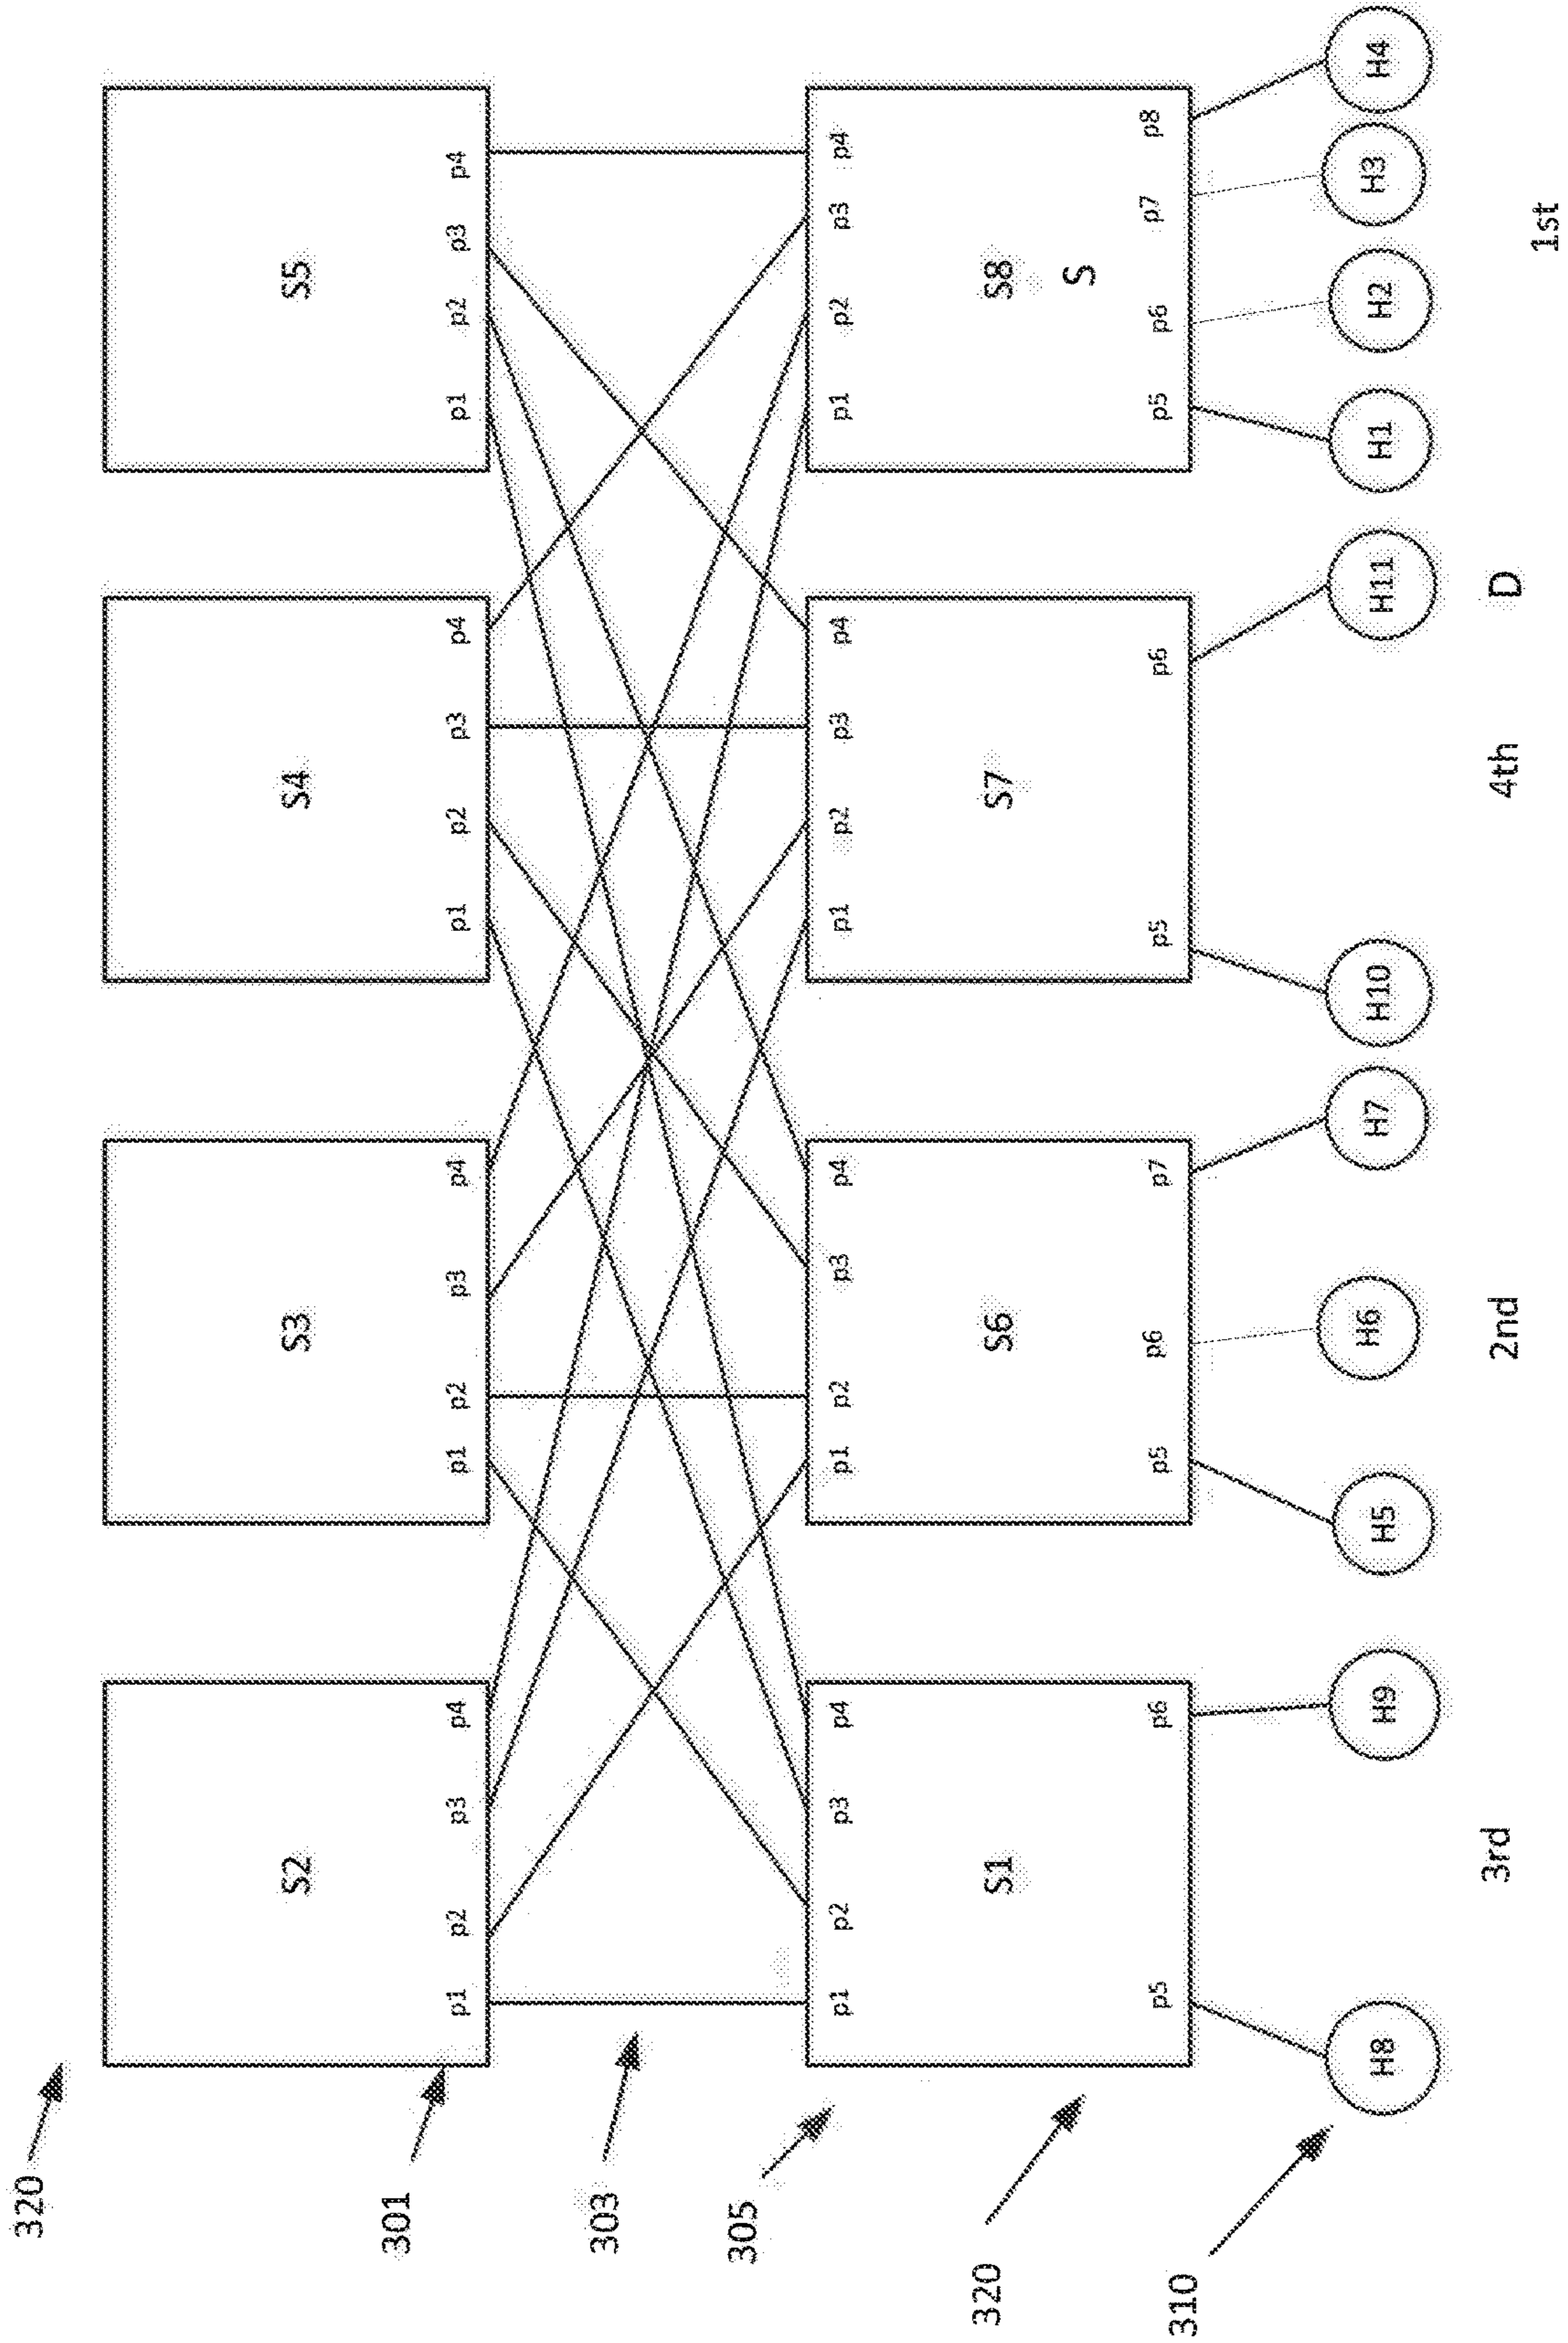 320
S2
S3
S4
S5
301
p1 p2 p3 p4
p1 p2 p3 p4
p1 p2 p3 p4
p1 p2 p3 p4
303
305
p1 p2 p3 p4
p1 p2 p3 p4
p1 p2 p3 p4
p1 p2 p3 p4
S1
S6
S7
S8
S
320
p5 p6
p5 p6 p7
p5 p6
p5 p6 p7 p8
310
H8
H9
H5
H6
H7
H10
H11
H1
H2
H3
H4
3rd
2nd
4th
D
1st